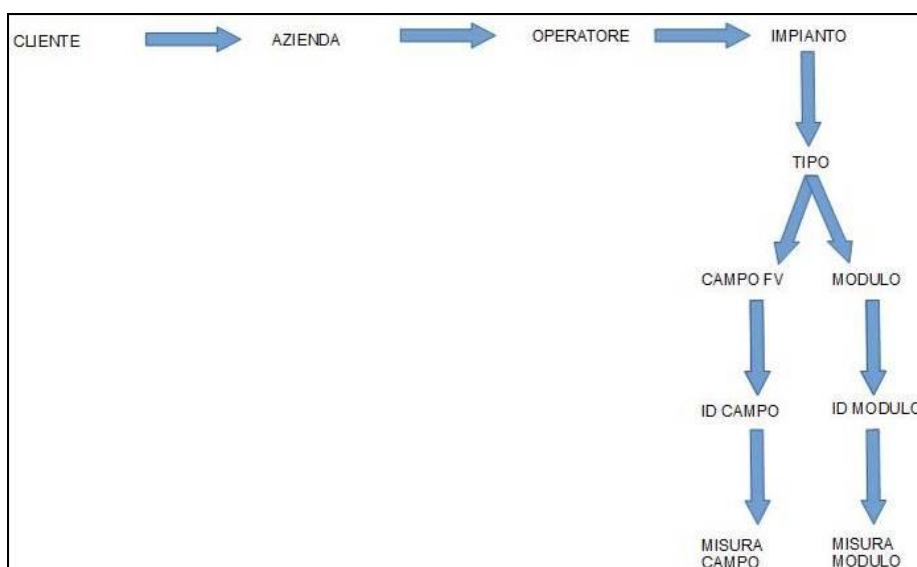 CLIENTE
AZIENDA
OPERATORE
IMPIANTO
TIPO
CAMPO FV
MODULO
ID CAMPO
ID MODULO
MISURA
CAMPO
MISURA
MODULO